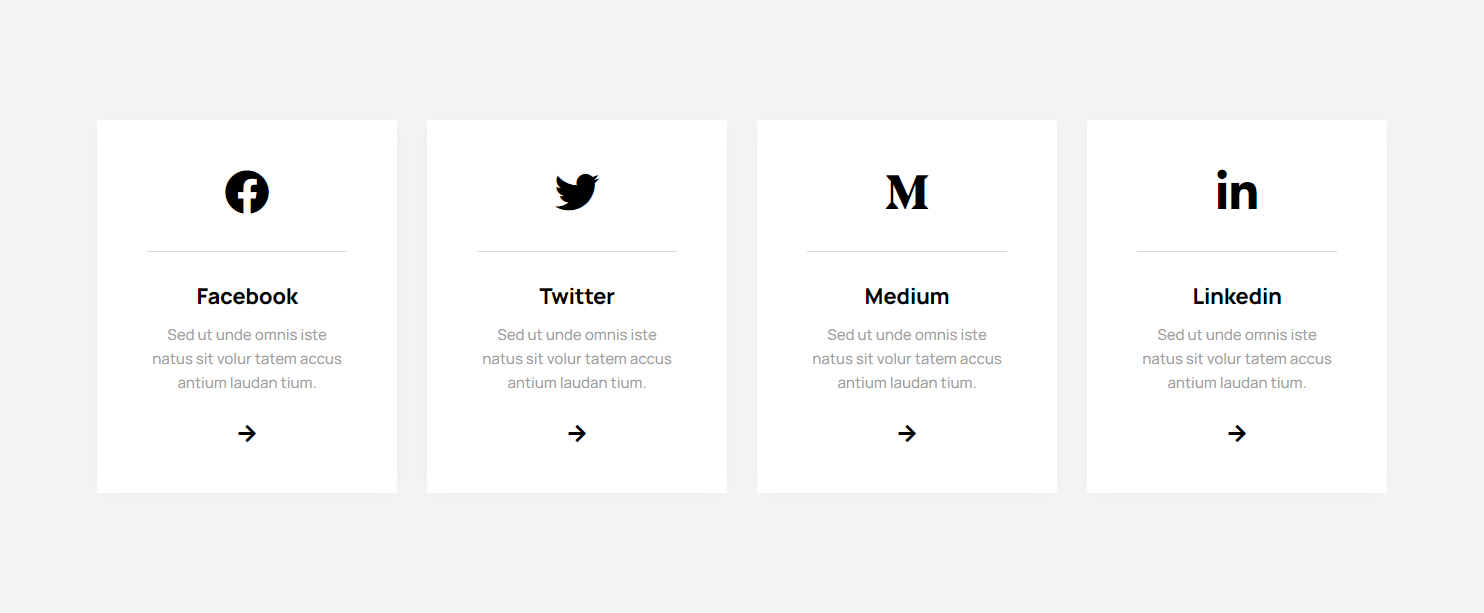 Facebook
Sed ut unde omnis iste
natus sit volur tatem accus
antium laudan tium.
Twitter
Sed ut unde omnis iste
natus sit volur tatem accus
antium laudan tium.
M
Medium
Sed ut unde omnis iste
natus sit volur tatem accus
antium laudan tium.
in
Linkedin
Sed ut unde omnis iste
natus sit volur tatem accus
antium laudan tium.